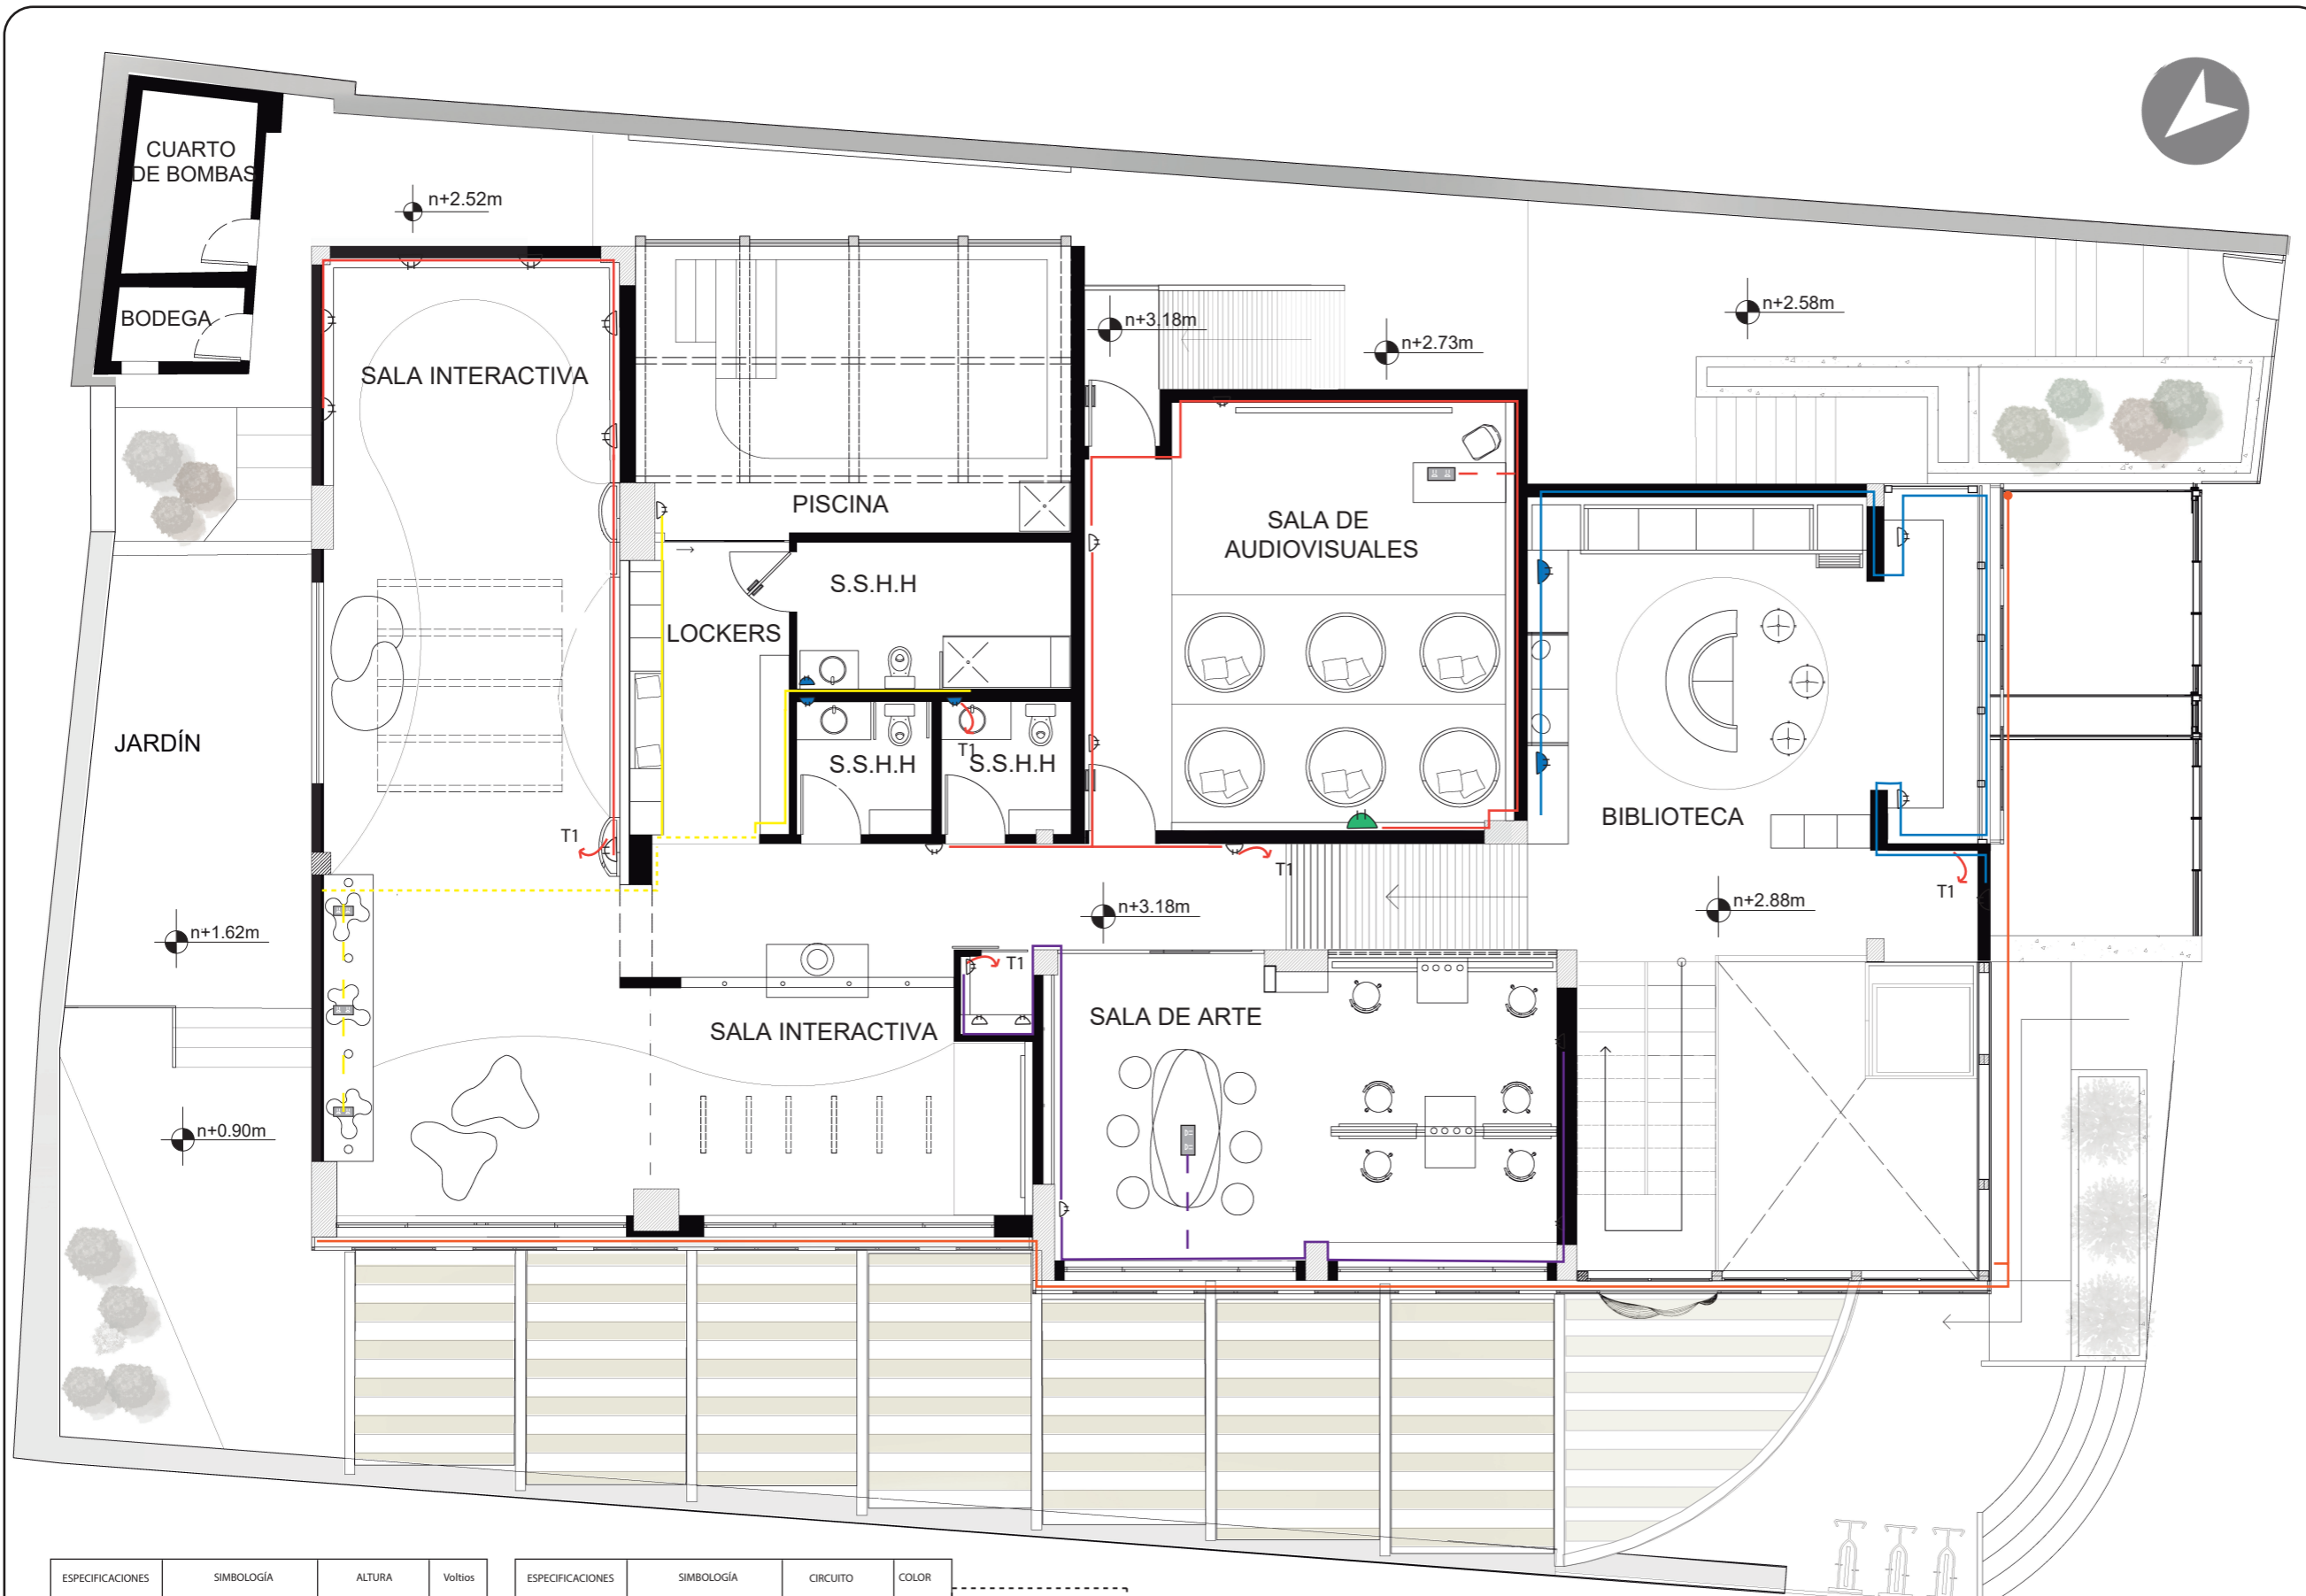 CUARTO
DE BOMBAS
n+2.52m
BODEGA
n+3.18m
n+2.58m
n+2.73m
SALA INTERACTIVA
PISCINA
SALA DE
AUDIOVISUALES
S.S.H.H
LOCKERS
JARDÍN
T1
S.S.H.H
S.S.H.H
BIBLIOTECA
T1
T1
T1
n+3.18m
n+2.88m
n+1.62m
T1
SALA INTERACTIVA
SALA DE ARTE
n+0.90m
ESPECIFICACIONES SIMBOLOGÍA ALTURA Voltios
ESPECIFICACIONES SIMBOLOGÍA CIRCUITO COLOR